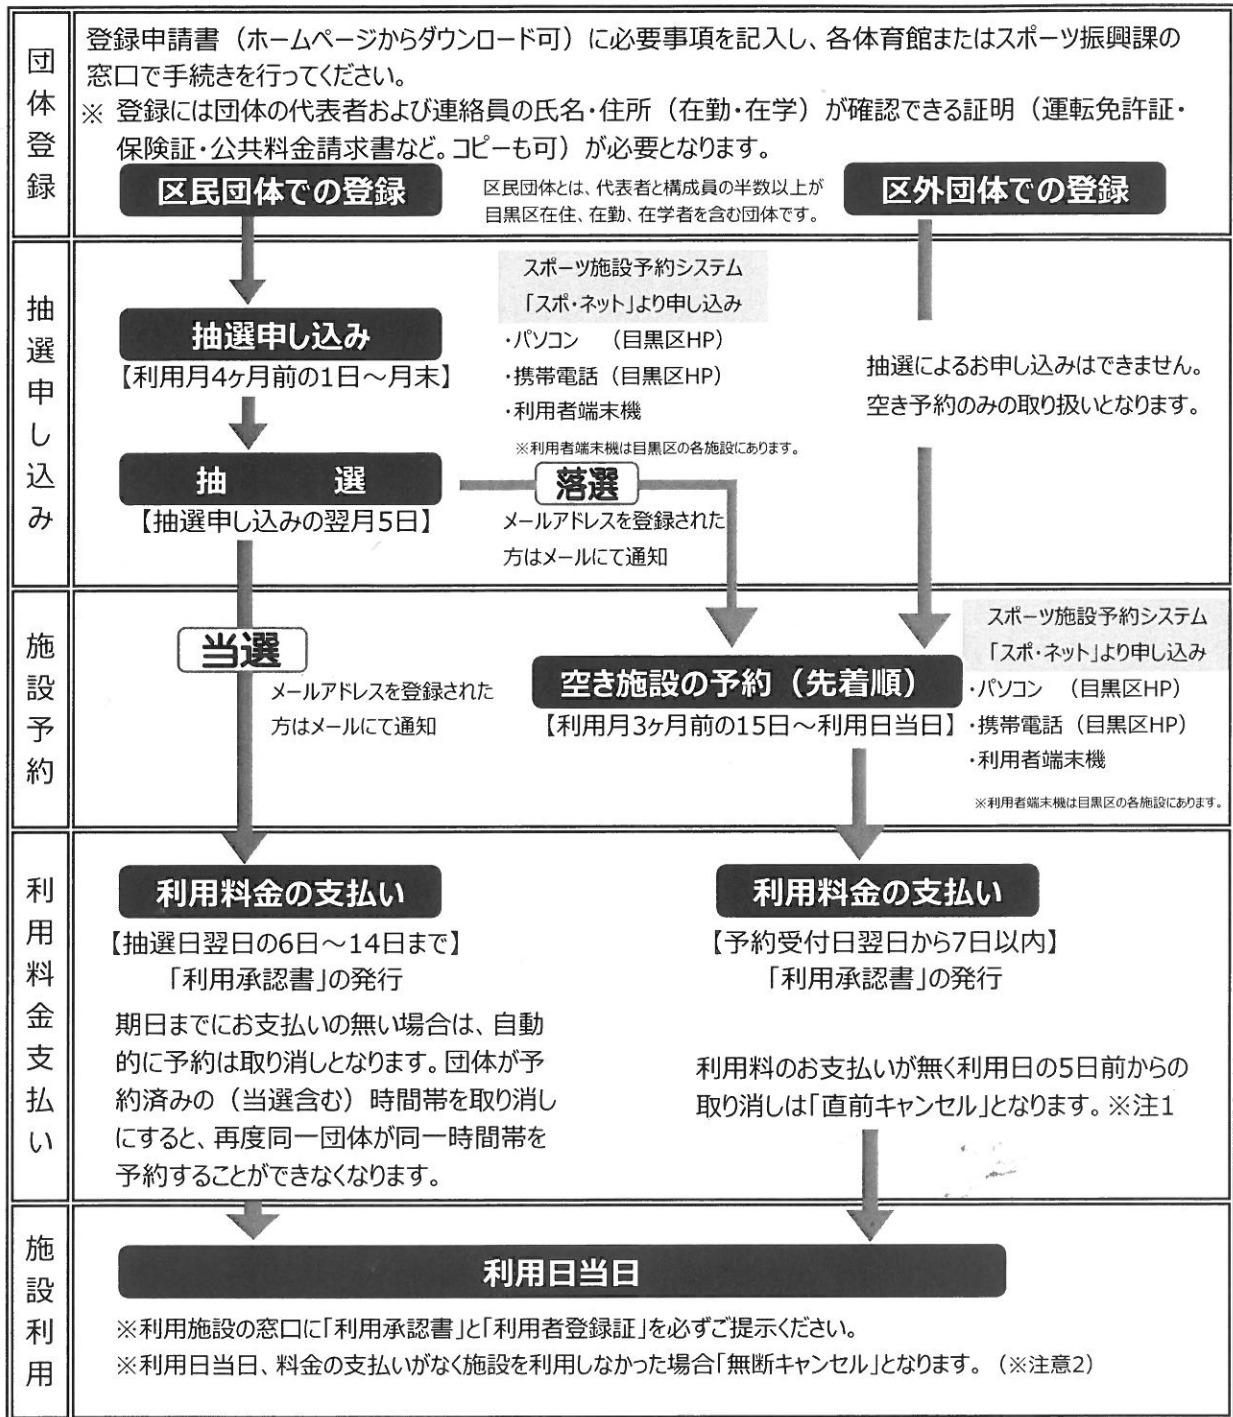 団体登録
登録申請書（ホームページからダウンロード可）に必要事項を記入し、各体育館またはスポーツ振興課の
窓口で手続きを行ってください。
※ 登録には団体の代表者および連絡員の氏名・住所（在勤・在学）が確認できる証明（運転免許証・
保険証・公共料金請求書など。コピーも可）が必要となります。
区民団体での登録
区民団体とは、代表者と構成員の半数以上が
目黒区在住、在勤、在学者を含む団体です。
区外団体での登録
抽選申し込み
抽選申し込み
【利用月4ヶ月前の1日～月末】
スポーツ施設予約システム
「スポ・ネット」より申し込み
・パソコン　（目黒区HP）
・携帯電話（目黒区HP）
・利用者端末機
※利用者端末機は目黒区の各施設にあります。
抽選によるお申し込みはできません。
空き予約のみの取り扱いとなります。
抽　　　選
【抽選申し込みの翌月5日】
落選
メールアドレスを登録された
方はメールにて通知
施設予約
当選
メールアドレスを登録された
方はメールにて通知
空き施設の予約（先着順）
【利用月3ヶ月前の15日～利用日当日】
スポーツ施設予約システム
「スポ・ネット」より申し込み
・パソコン　（目黒区HP）
・携帯電話（目黒区HP）
・利用者端末機
※利用者端末機は目黒区の各施設にあります。
利用料金支払い
利用料金の支払い
【抽選日翌日の6日～14日まで】
「利用承認書」の発行
期日までにお支払いの無い場合は、自動
的に予約は取り消しとなります。団体が予
約済みの（当選含む）時間帯を取り消し
にすると、再度同一団体が同一時間帯を
予約することができなくなります。
利用料金の支払い
【予約受付日翌日から7日以内】
「利用承認書」の発行
利用料のお支払いが無く利用日の5日前からの
取り消しは「直前キャンセル」となります。※注1
施設利用
利用日当日
※利用施設の窓口に「利用承認書」と「利用者登録証」を必ずご提示ください。
※利用日当日、料金の支払いがなく施設を利用しなかった場合「無断キャンセル」となります。（※注意2）